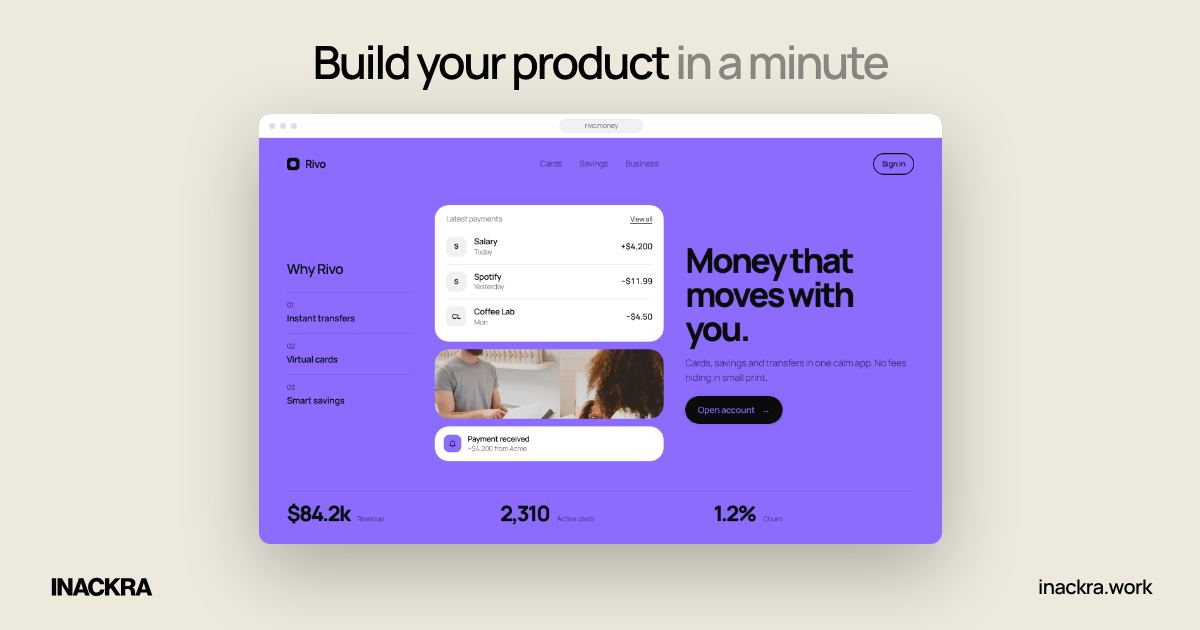 Build your product in a minute
rivo.money
Rivo
Cards
Savings
Business
Sign in
Why Rivo
01
Instant transfers
02
Virtual cards
03
Smart savings
Latest payments
View all
S
Salary
Today
+$4,200
S
Spotify
Yesterday
−$11.99
CL
Coffee Lab
Mon
−$4.50
Payment received
+$4,200 from Acme
Money that
moves with
you.
Cards, savings and transfers in one calm app. No fees
hiding in small print.
Open account →
$84.2k Revenue
2,310 Active cards
1.2% Churn
INACKRA
inackra.work